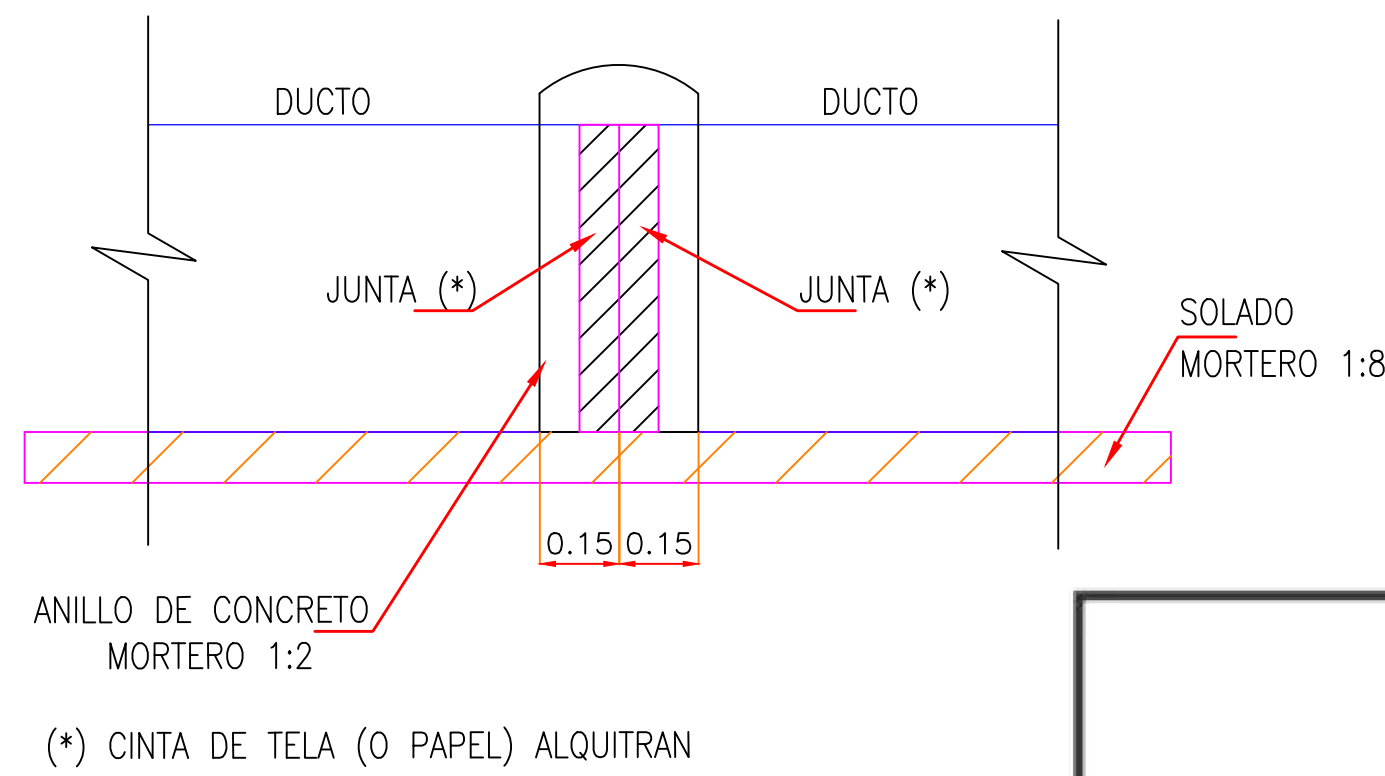 DUCTO
DUCTO
JUNTA (*)
JUNTA (*)
SOLADO
MORTERO 1:8
0.15
0.15
ANILLO DE CONCRETO
MORTERO 1:2
(*) CINTA DE TELA (O PAPEL) ALQUITRAN